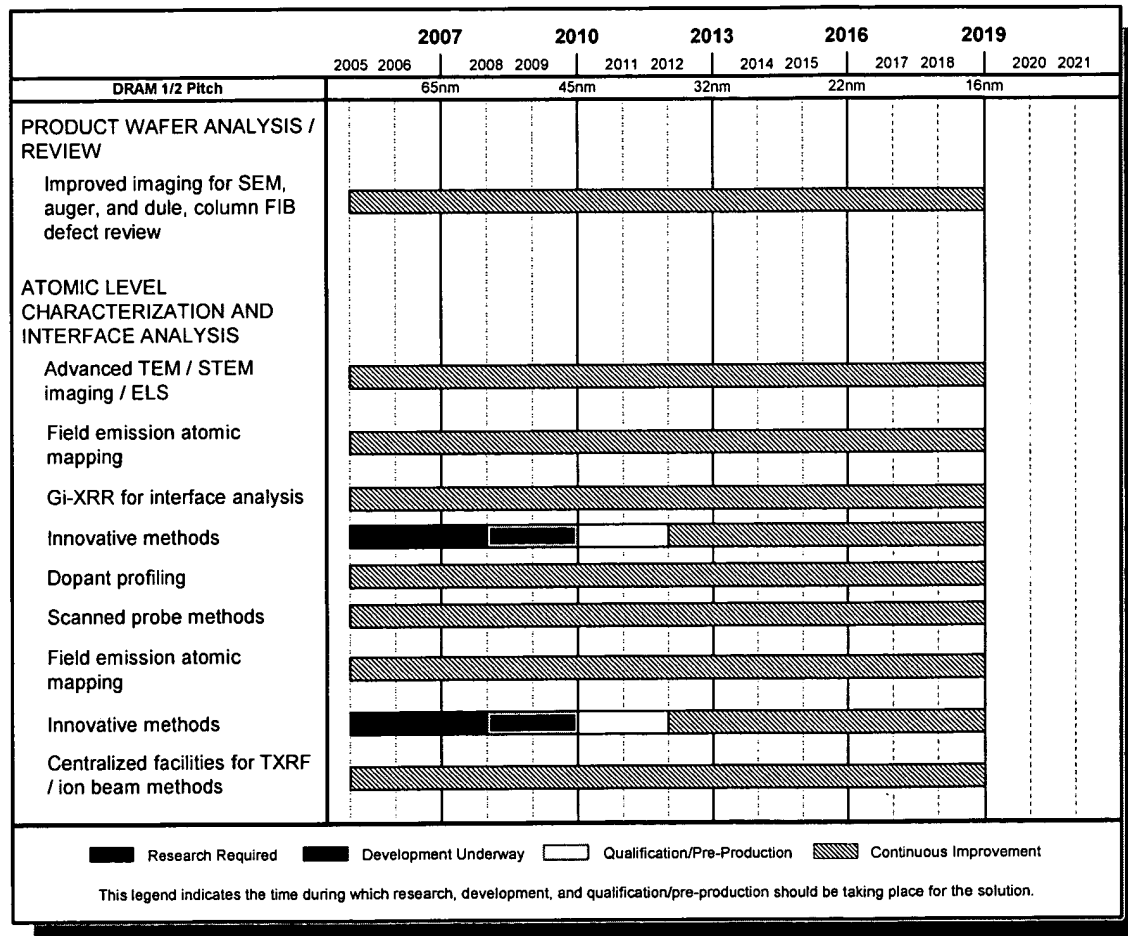 2007 2010 2013 2016 2019
2005 2006 2008 2009 2011 2012 2014 2015 2017 2018 2020 2021
DRAM 1/2 Pitch 65nm 45nm 32nm 22nm 16nm
PRODUCT WAFER ANALYSIS /
REVIEW
Improved imaging for SEM,
auger, and dule, column FIB
defect review
ATOMIC LEVEL
CHARACTERIZATION AND
INTERFACE ANALYSIS
Advanced TEM / STEM
imaging / ELS
Field emission atomic
mapping
Gi-XRR for interface analysis
Innovative methods
Dopant profiling
Scanned probe methods
Field emission atomic
mapping
Innovative methods
Centralized facilities for TXRF
/ ion beam methods
Research Required Development Underway Qualification/Pre-Production Continuous Improvement
This legend indicates the time during which research, development, and qualification/pre-production should be taking place for the solution.